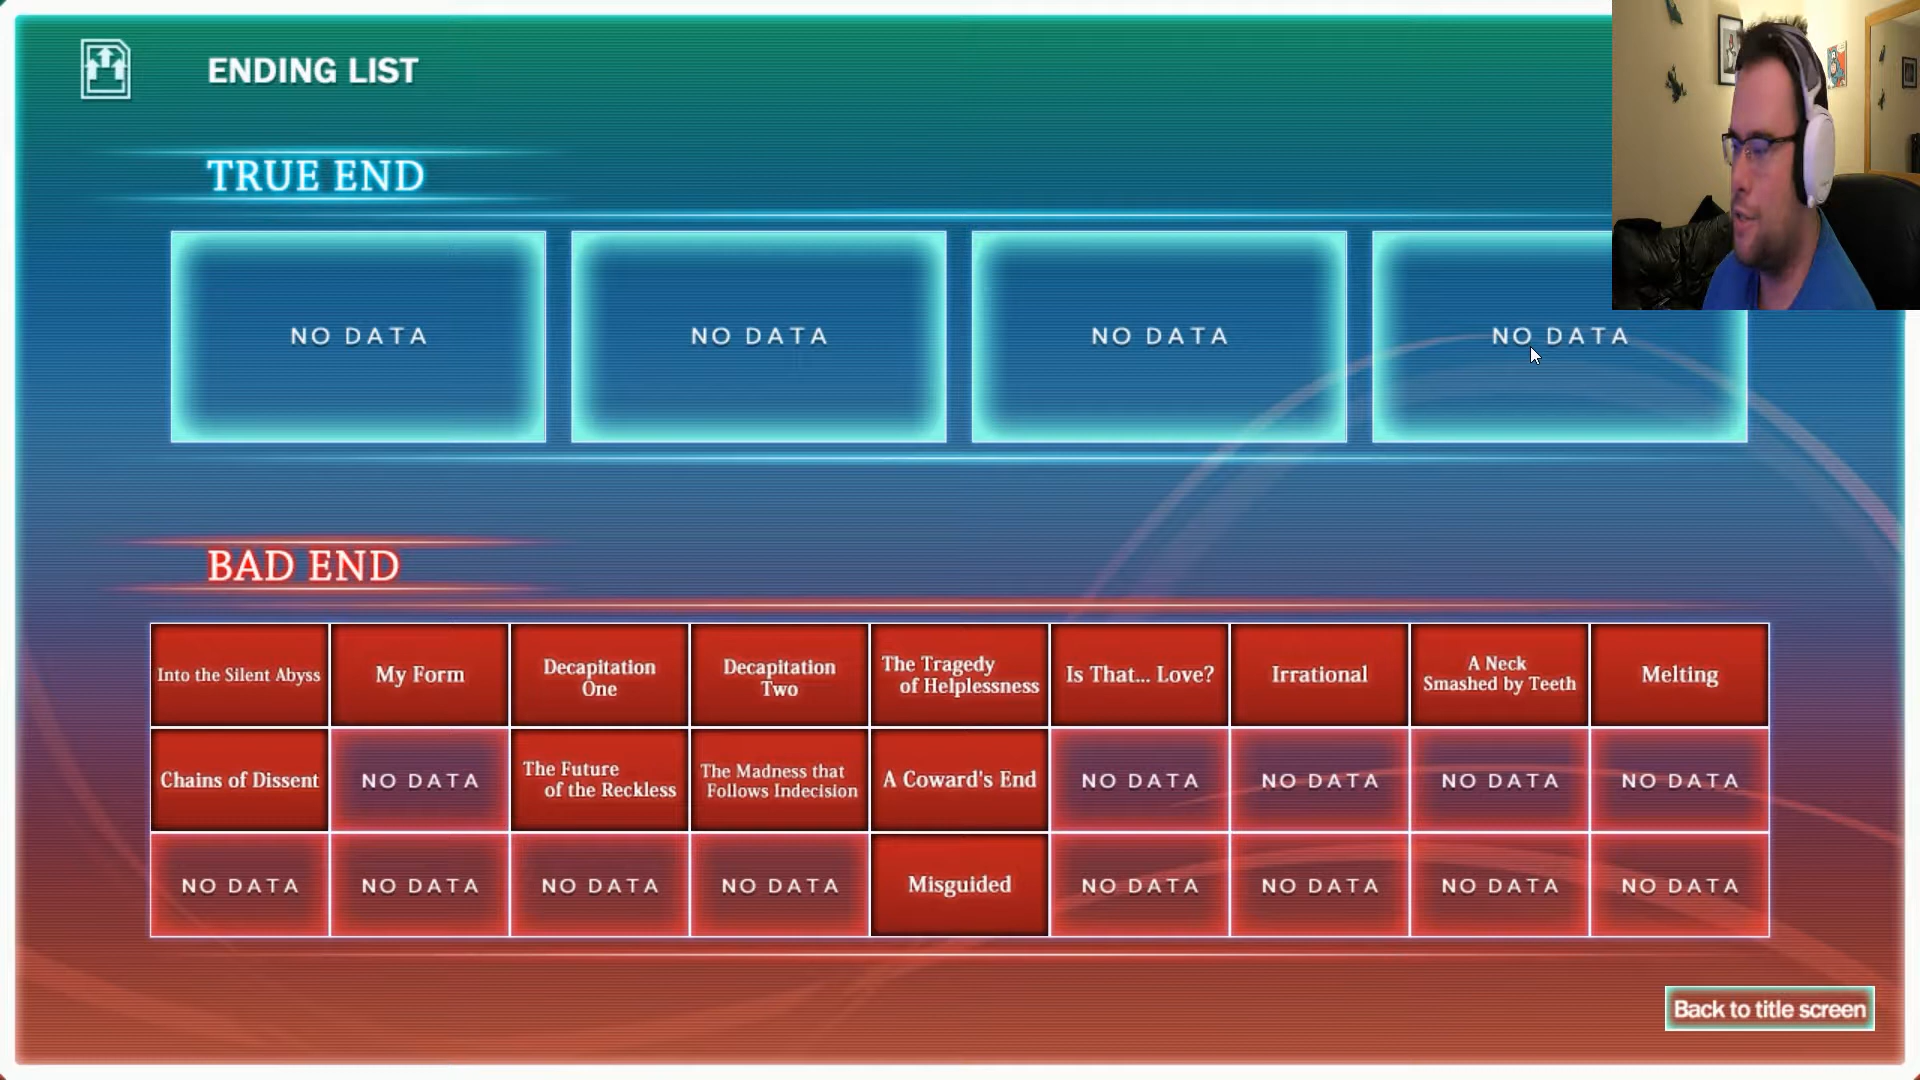 ENDING LIST
TRUE END
NO DATA
NO DATA
NO DATA
NO DATA
BAD END
Into the Silent Abyss
My Form
Decapitation
One
Decapitation
Two
The Tragedy
of Helplessness
Is That... Love?
Irrational
A Neck
Smashed by Teeth
Melting
Chains of Dissent
NO DATA
The Future
of the Reckless
The Madness that
Follows Indecision
A Coward's End
NO DATA
NO DATA
NO DATA
NO DATA
NO DATA
NO DATA
NO DATA
NO DATA
Misguided
NO DATA
NO DATA
NO DATA
NO DATA
Back to title screen